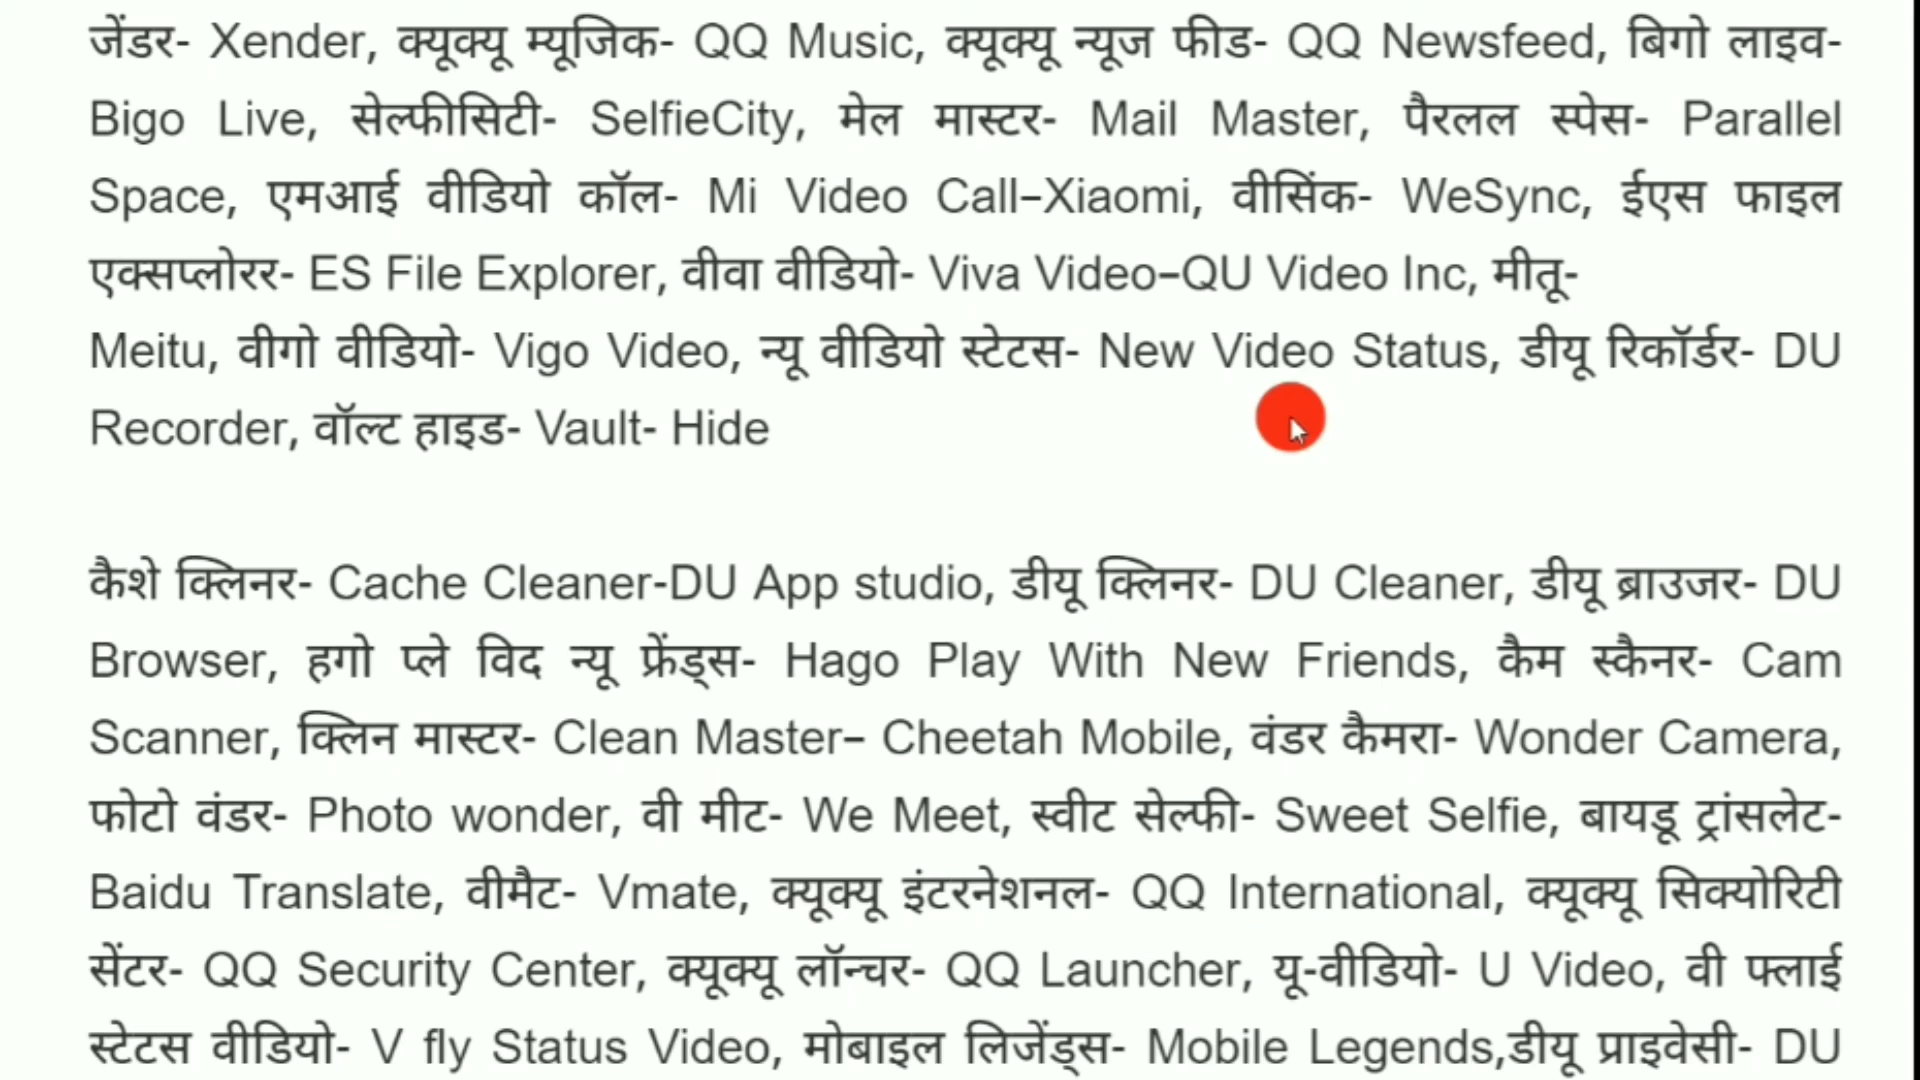 जेंडर- Xender, क्यूक्यू म्यूजिक- QQ Music, क्यूक्यू न्यूज फीड- QQ Newsfeed, बिगो लाइव-
Bigo Live, सेल्फीसिटी- SelfieCity, मेल मास्टर- Mail Master, पैरलल स्पेस- Parallel
Space, एमआई वीडियो कॉल- Mi Video Call–Xiaomi, वीसिंक- WeSync, ईएस फाइल
एक्सप्लोरर- ES File Explorer, वीवा वीडियो- Viva Video–QU Video Inc, मीतू-
Meitu, वीगो वीडियो- Vigo Video, न्यू वीडियो स्टेटस- New Video Status, डीयू रिकॉर्डर- DU
Recorder, वॉल्ट हाइड- Vault- Hide
कैशे क्लिनर- Cache Cleaner-DU App studio, डीयू क्लिनर- DU Cleaner, डीयू ब्राउजर- DU
Browser, हगो प्ले विद न्यू फ्रेंड्स- Hago Play With New Friends, कैम स्कैनर- Cam
Scanner, क्लिन मास्टर- Clean Master– Cheetah Mobile, वंडर कैमरा- Wonder Camera,
फोटो वंडर- Photo wonder, वी मीट- We Meet, स्वीट सेल्फी- Sweet Selfie, बायडू ट्रांसलेट-
Baidu Translate, वीमैट- Vmate, क्यूक्यू इंटरनेशनल- QQ International, क्यूक्यू सिक्योरिटी
सेंटर- QQ Security Center, क्यूक्यू लॉन्चर- QQ Launcher, यू-वीडियो- U Video, वी फ्लाई
स्टेटस वीडियो- V fly Status Video, मोबाइल लिजेंड्स- Mobile Legends,डीयू प्राइवेसी- DU